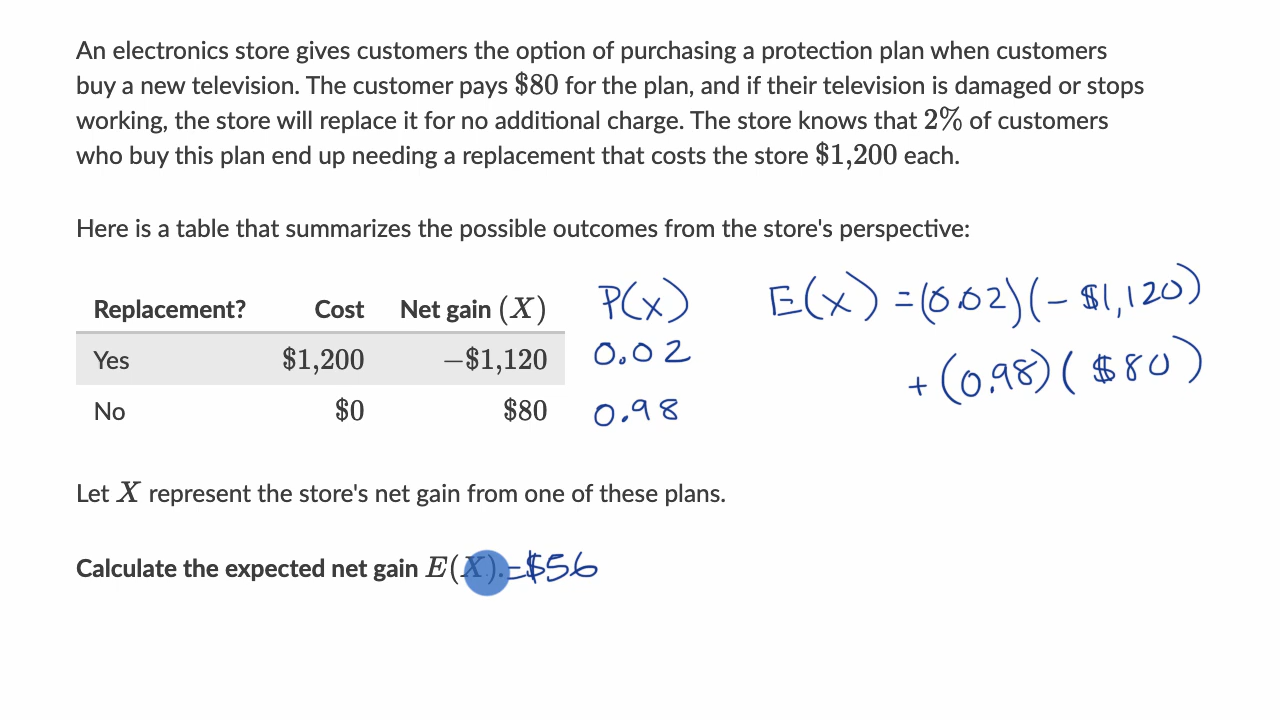 An electronics store gives customers the option of purchasing a protection plan when customers
buy a new television. The customer pays $80 for the plan, and if their television is damaged or stops
working, the store will replace it for no additional charge. The store knows that 2% of customers
who buy this plan end up needing a replacement that costs the store $1,200 each.
Here is a table that summarizes the possible outcomes from the store's perspective:
Replacement? Cost Net gain (X) P(x) E(x) = (0.02)(- $1,120)
Yes $1,200 −$1,120 0.02
+ (0.98)( $80 )
No $0 $80 0.98
Let X represent the store's net gain from one of these plans.
Calculate the expected net gain E(X). = $56